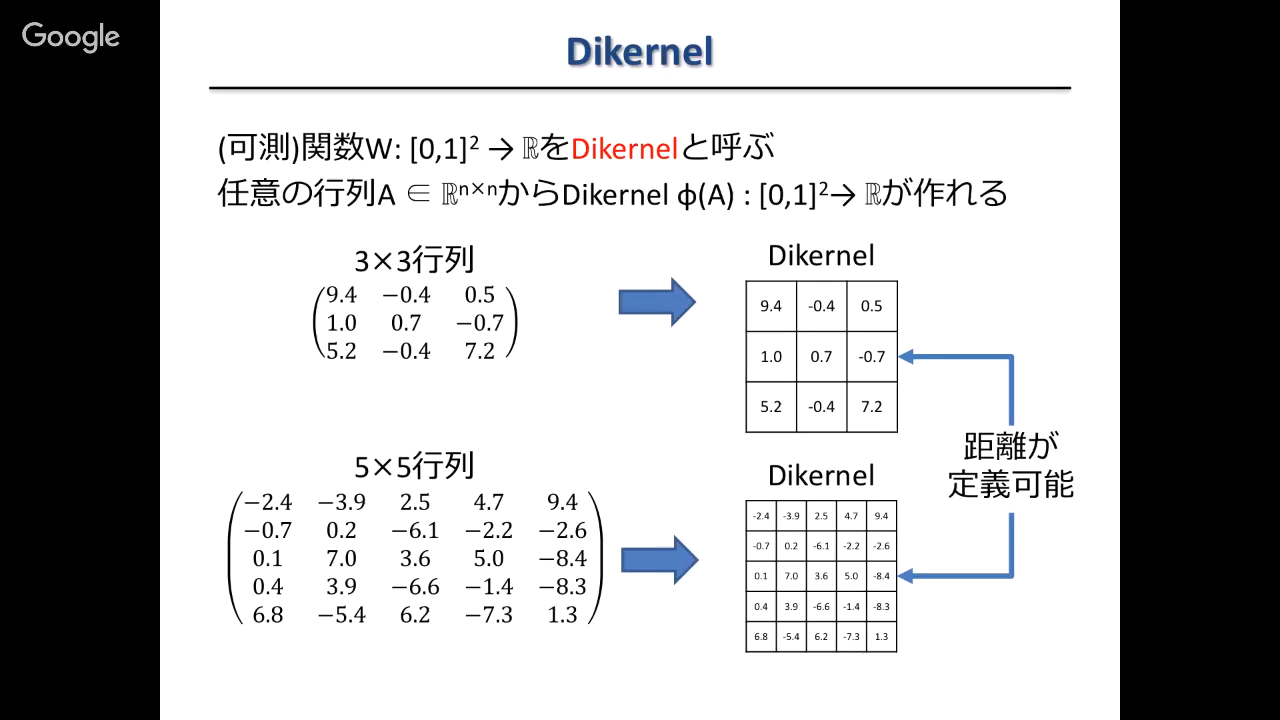 Google
Dikernel
(可測)関数W: [0,1]² → ℝをDikernelと呼ぶ
任意の行列A ∈ ℝⁿˣⁿからDikernel φ(A) : [0,1]²→ ℝが作れる
3×3行列
9.4 −0.4 0.5
1.0 0.7 −0.7
5.2 −0.4 7.2
Dikernel
9.4 -0.4 0.5
1.0 0.7 -0.7
5.2 -0.4 7.2
距離が
定義可能
5×5行列
−2.4 −3.9 2.5 4.7 9.4
−0.7 0.2 −6.1 −2.2 −2.6
0.1 7.0 3.6 5.0 −8.4
0.4 3.9 −6.6 −1.4 −8.3
6.8 −5.4 6.2 −7.3 1.3
Dikernel
-2.4 -3.9 2.5 4.7 9.4
-0.7 0.2 -6.1 -2.2 -2.6
0.1 7.0 3.6 5.0 -8.4
0.4 3.9 -6.6 -1.4 -8.3
6.8 -5.4 6.2 -7.3 1.3